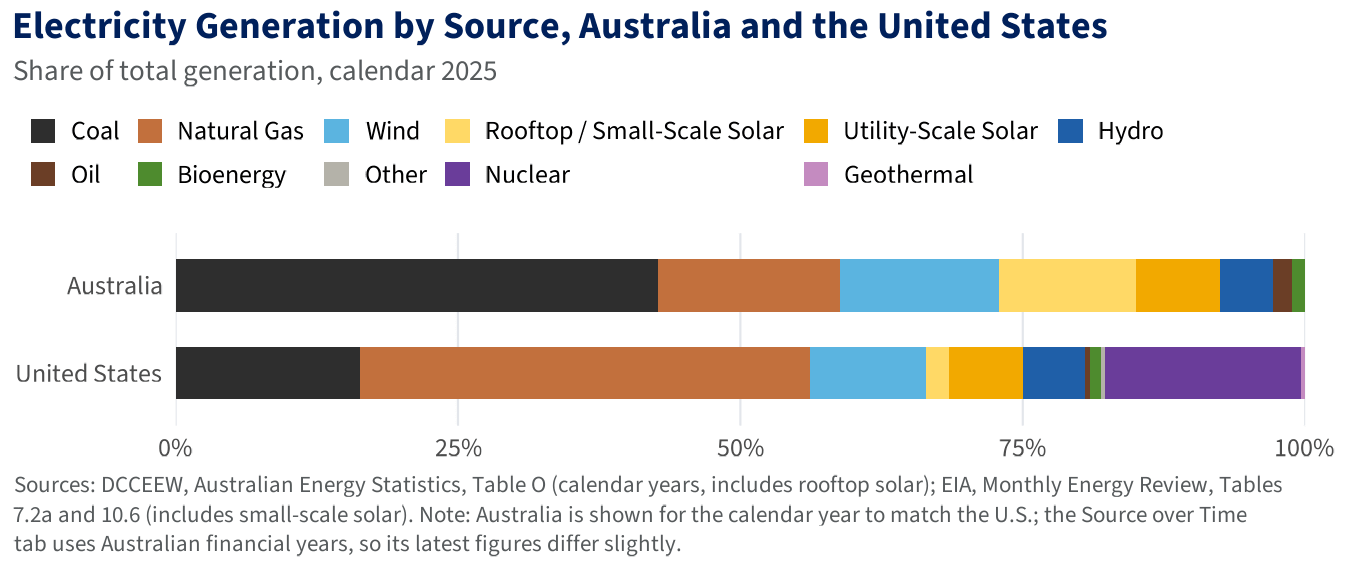 Electricity Generation by Source, Australia and the United States
Share of total generation, calendar 2025
Coal Natural Gas Wind Rooftop / Small-Scale Solar Utility-Scale Solar Hydro
Oil Bioenergy Other Nuclear Geothermal
Australia
United States
0% 25% 50% 75% 100%
Sources: DCCEEW, Australian Energy Statistics, Table O (calendar years, includes rooftop solar); EIA, Monthly Energy Review, Tables
7.2a and 10.6 (includes small-scale solar). Note: Australia is shown for the calendar year to match the U.S.; the Source over Time
tab uses Australian financial years, so its latest figures differ slightly.